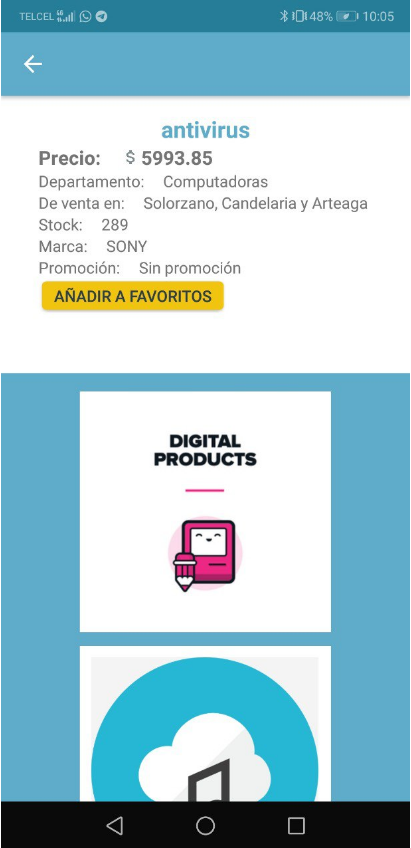 TELCEL 48% 10:05
antivirus
Precio: $ 5993.85
Departamento: Computadoras
De venta en: Solorzano, Candelaria y Arteaga
Stock: 289
Marca: SONY
Promoción: Sin promoción
AÑADIR A FAVORITOS
DIGITAL
PRODUCTS